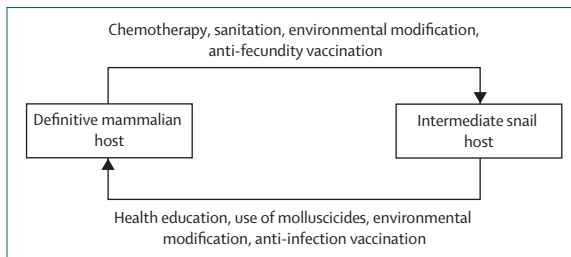 Chemotherapy, sanitation, environmental modification,
anti-fecundity vaccination
Definitive mammalian
host
Intermediate snail
host
Health education, use of molluscicides, environmental
modification, anti-infection vaccination